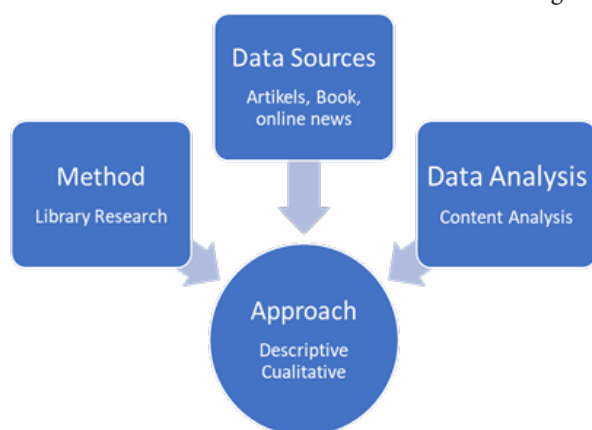 Data Sources
Artikels, Book,
online news
Method
Library Research
Data Analysis
Content Analysis
Approach
Descriptive
Cualitative